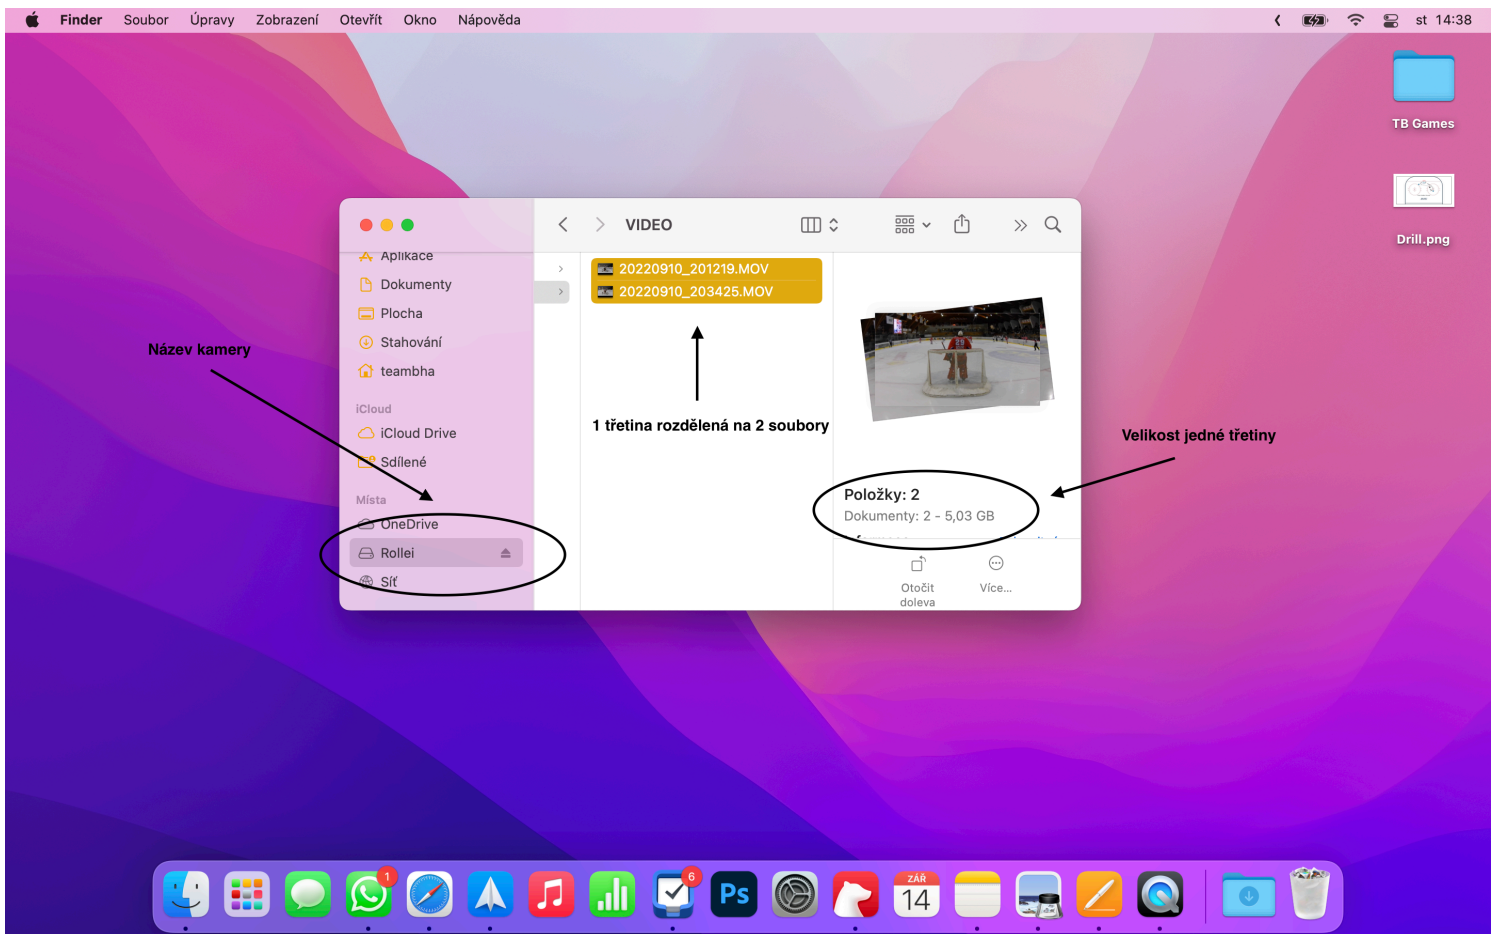 Finder Soubor Úpravy Zobrazení Otevřít Okno Nápověda st 14:38
TB Games
Drill.png
VIDEO
Aplikace
Dokumenty
Plocha
Stahování
teambha
iCloud
iCloud Drive
Sdílené
Místa
OneDrive
Rollei
Síť
20220910_201219.MOV
20220910_203425.MOV
Název kamery
1 třetina rozdělená na 2 soubory
Velikost jedné třetiny
Položky: 2
Dokumenty: 2 - 5,03 GB
Otočit
doleva
Více...
1
6
Ps
ZÁŘ
14